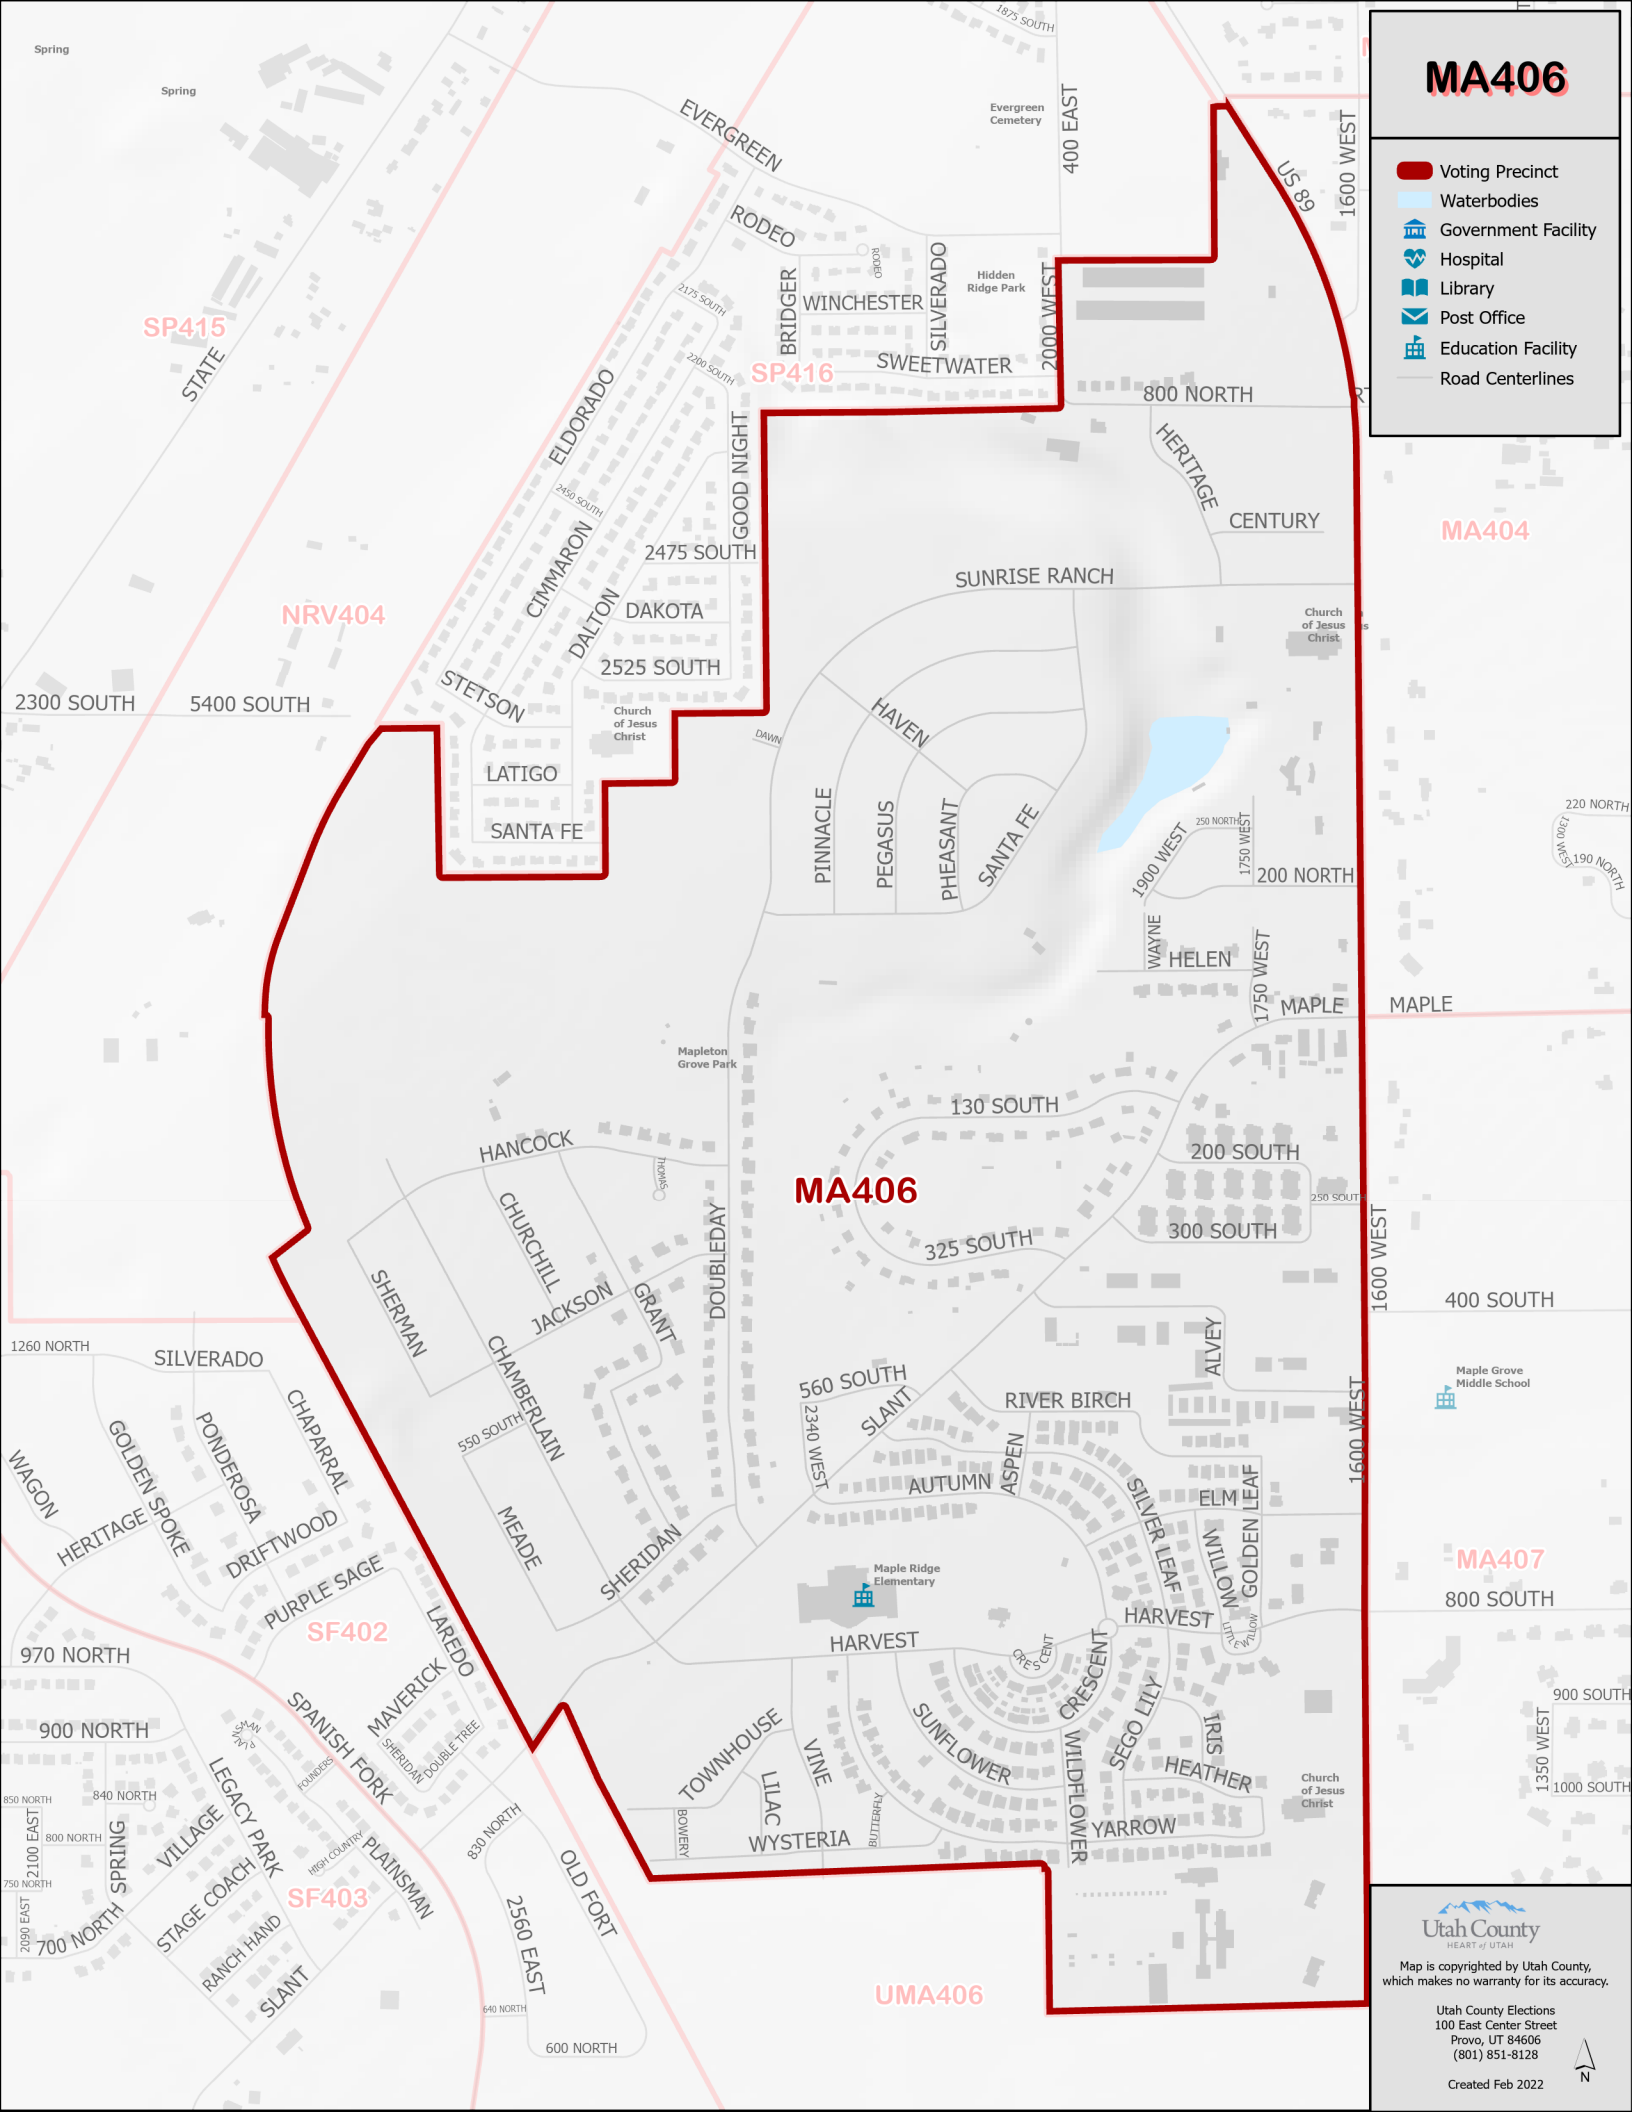 MA406
Voting Precinct
Waterbodies
Government Facility
Hospital
Library
Post Office
Education Facility
Road Centerlines
Spring
Spring
1875 SOUTH
EVERGREEN
Evergreen
Cemetery
400 EAST
1600 WEST
US 89
RODEO
RODEO
SILVERADO
Hidden
Ridge Park
2000 WEST
BRIDGER
WINCHESTER
2175 SOUTH
SP415
STATE
2200 SOUTH
SP416
SWEETWATER
800 NORTH
ELDORADO
GOOD NIGHT
HERITAGE
2450 SOUTH
CENTURY
MA404
CIMMARON
2475 SOUTH
SUNRISE RANCH
NRV404
DALTON
DAKOTA
Church
of Jesus
Christ
2525 SOUTH
STETSON
2300 SOUTH
5400 SOUTH
Church
of Jesus
Christ
DAWN
HAVEN
LATIGO
SANTA FE
PINNACLE
PEGASUS
PHEASANT
SANTA FE
250 NORTH
1900 WEST
1750 WEST
200 NORTH
220 NORTH
1300 WEST
190 NORTH
WAYNE
HELEN
1750 WEST
MAPLE
MAPLE
Mapleton
Grove Park
130 SOUTH
HANCOCK
THOMAS
200 SOUTH
MA406
250 SOUTH
CHURCHILL
300 SOUTH
DOUBLEDAY
325 SOUTH
1600 WEST
SHERMAN
JACKSON
GRANT
400 SOUTH
1260 NORTH
SILVERADO
CHAMBERLAIN
ALVEY
Maple Grove
Middle School
CHAPARRAL
560 SOUTH
SLANT
RIVER BIRCH
1600 WEST
GOLDEN SPOKE
PONDEROSA
550 SOUTH
2340 WEST
ASPEN
WAGON
AUTUMN
SILVER LEAF
ELM
GOLDEN LEAF
HERITAGE
DRIFTWOOD
MEADE
SHERIDAN
WILLOW
MA407
PURPLE SAGE
Maple Ridge
Elementary
800 SOUTH
SF402
LAREDO
HARVEST
HARVEST
LITTLE WILLOW
970 NORTH
CRESCENT
CRESCENT
MAVERICK
SPANISH FORK
SEGO LILY
900 SOUTH
900 NORTH
PLAINSMAN
SHERIDAN
DOUBLE TREE
TOWNHOUSE
VINE
SUNFLOWER
WILDFLOWER
IRIS
1350 WEST
LEGACY PARK
FOUNDERS
HEATHER
LILAC
Church
of Jesus
Christ
1000 SOUTH
850 NORTH
840 NORTH
2100 EAST
800 NORTH
SPRING
VILLAGE
830 NORTH
BOWERY
BUTTERFLY
WYSTERIA
YARROW
HIGH COUNTRY
PLAINSMAN
750 NORTH
STAGE COACH
SF403
OLD FORT
2090 EAST
700 NORTH
RANCH HAND
2560 EAST
SLANT
UMA406
640 NORTH
600 NORTH
Utah County
HEART of UTAH
Map is copyrighted by Utah County,
which makes no warranty for its accuracy.
Utah County Elections
100 East Center Street
Provo, UT 84606
(801) 851-8128
Created Feb 2022
N